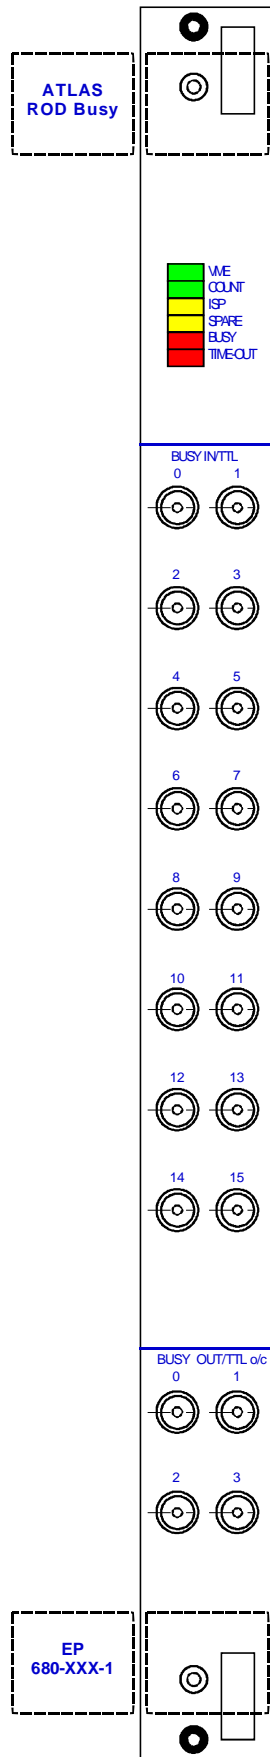 ATLAS
ROD Busy
VME
COUNT
ISP
SPARE
BUSY
TIME-OUT
BUSY IN/TTL
0 1
2 3
4 5
6 7
8 9
10 11
12 13
14 15
BUSY OUT/TTL o/c
0 1
2 3
EP
680-XXX-1